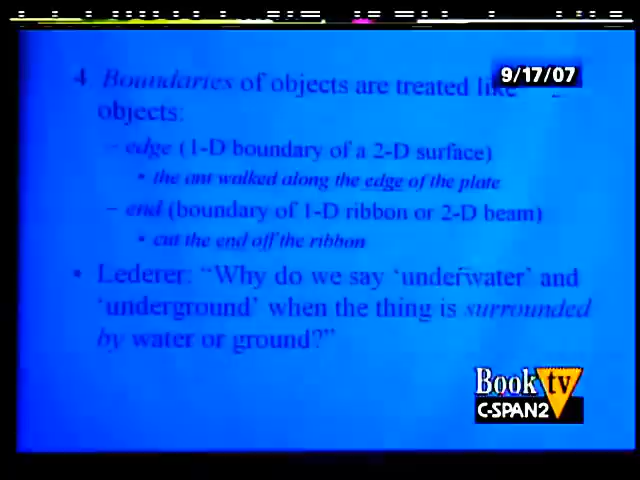 9/17/07
4 Boundaries of objects are treated like
objects:
– edge (1-D boundary of a 2-D surface)
• the ant walked along the edge of the plate
– end (boundary of 1-D ribbon or 2-D beam)
• cut the end off the ribbon
• Lederer: “Why do we say ‘underwater’ and
‘underground’ when the thing is surrounded
by water or ground?”
Book tv
C-SPAN2